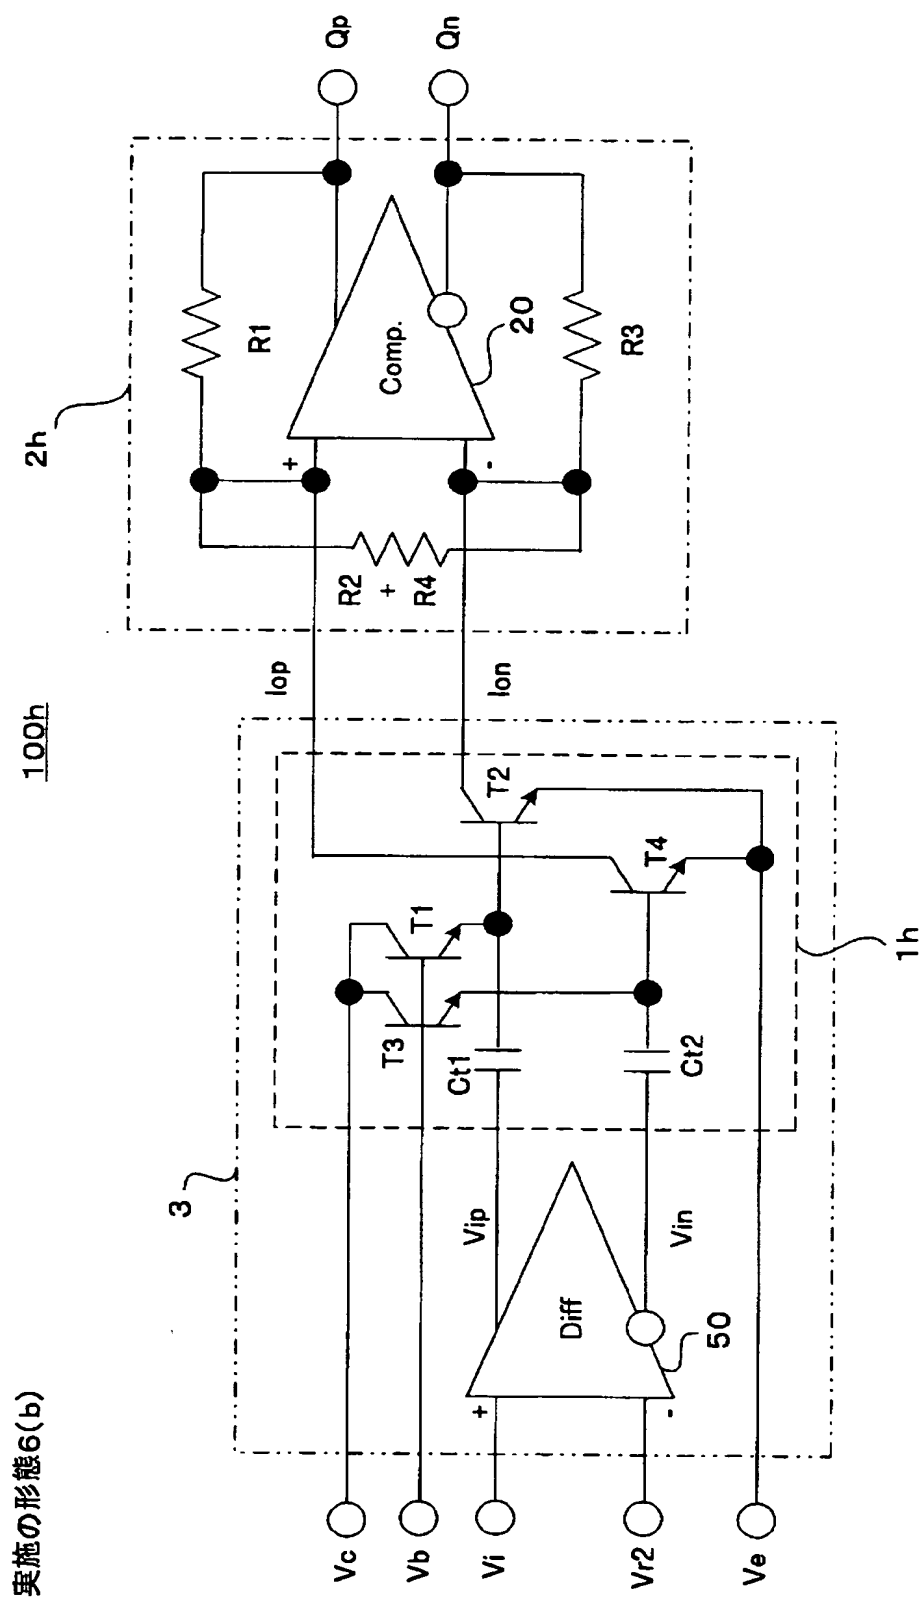 実施の形態6(b)
100h
3
2h
Vc
Vb
Vi
Vr2
Ve
+
-
Diff
50
Vip
Vin
T3
T1
Ct1
Ct2
T2
T4
1h
Iop
Ion
R2
+
R4
+
-
R1
Comp.
20
R3
Qp
Qn